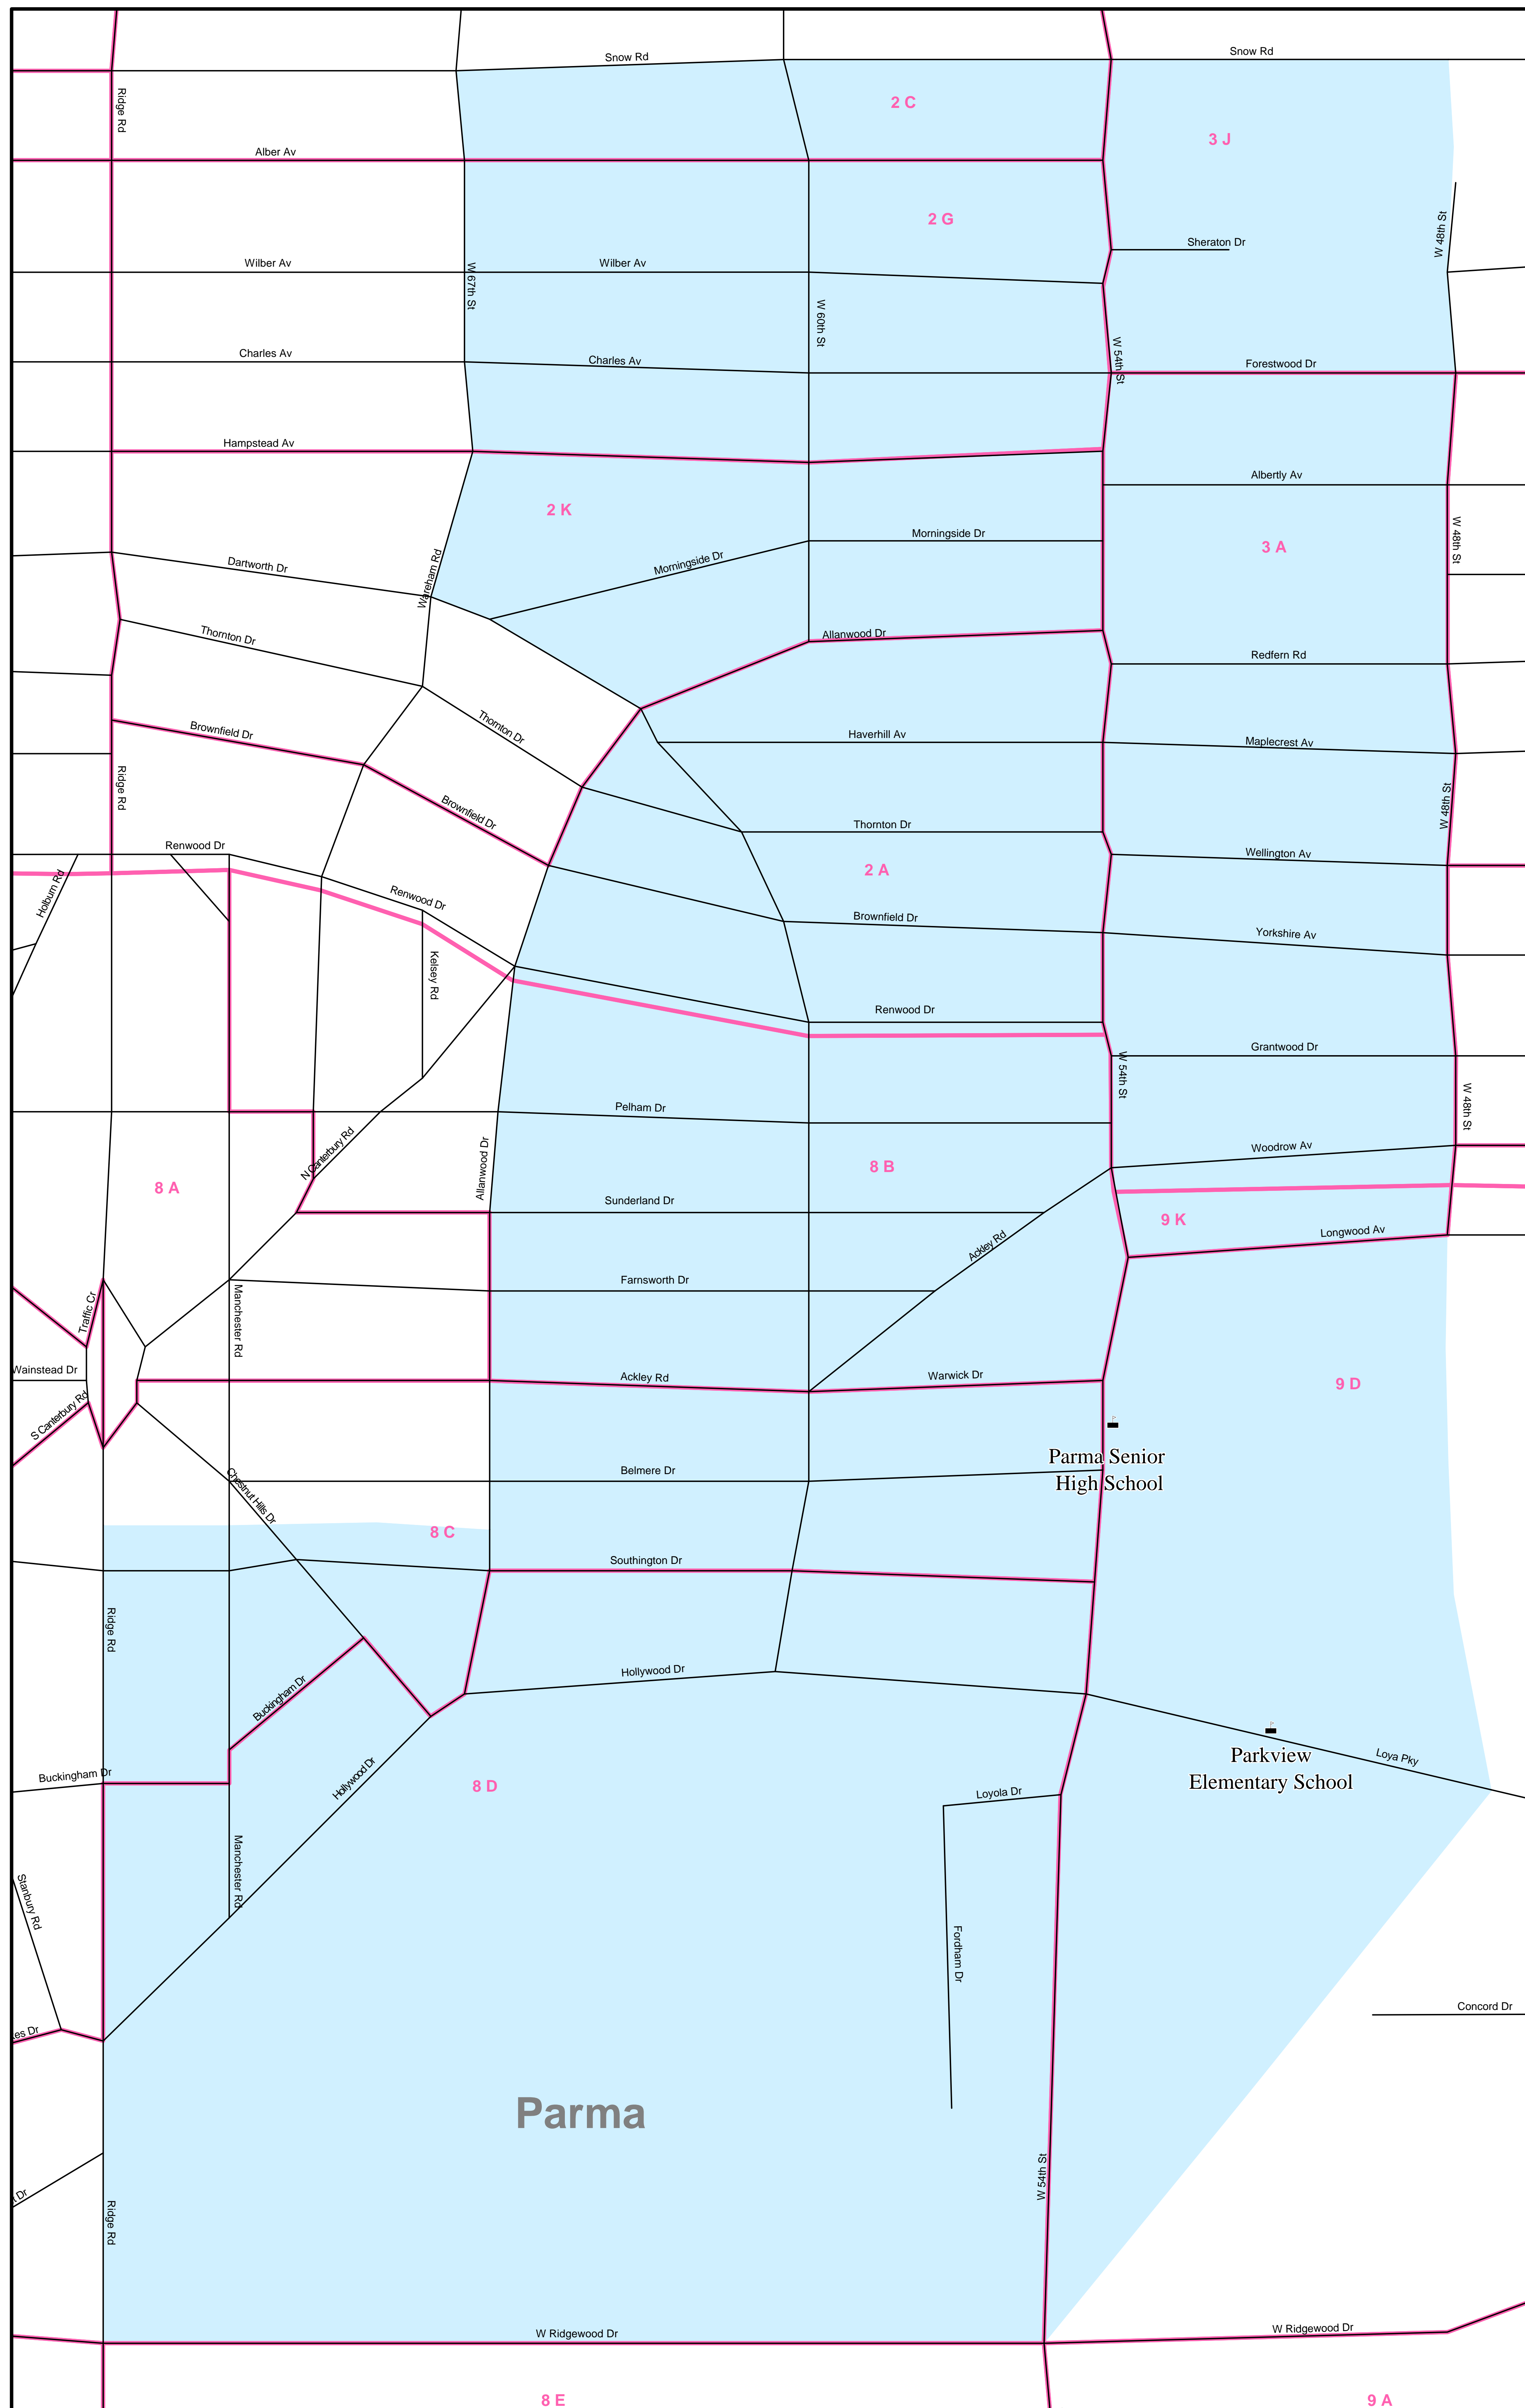 Snow Rd
Snow Rd
2 C
Ridge Rd
3 J
Alber Av
2 G
W 48th St
Sheraton Dr
Wilber Av
Wilber Av
W 67th St
W 60th St
Charles Av
Charles Av
W 54th St
Forestwood Dr
Hampstead Av
Albertly Av
2 K
Morningside Dr
W 48th St
3 A
Dartworth Dr
Morningside Dr
Wareham Rd
Thornton Dr
Allanwood Dr
Redfern Rd
Brownfield Dr
Thornton Dr
Haverhill Av
Maplecrest Av
Ridge Rd
W 48th St
Brownfield Dr
Thornton Dr
Renwood Dr
Wellington Av
2 A
Holburn Rd
Renwood Dr
Brownfield Dr
Yorkshire Av
Kelsey Rd
Renwood Dr
Grantwood Dr
W 54th St
Pelham Dr
W 48th St
N Canterbury Rd
Woodrow Av
Allanwood Dr
8 B
8 A
Sunderland Dr
9 K
Longwood Av
Ackley Rd
Farnsworth Dr
Traffic Cr
Manchester Rd
Wainstead Dr
Ackley Rd
Warwick Dr
9 D
S Canterbury Rd
Parma Senior
High School
Belmere Dr
Chestnut Hills Dr
8 C
Southington Dr
Ridge Rd
Hollywood Dr
Buckingham Dr
Parkview
Elementary School
Loya Pky
Buckingham Dr
Hollywood Dr
8 D
Loyola Dr
Manchester Rd
Stanbury Rd
Fordham Dr
Concord Dr
es Dr
Parma
W 54th St
Dr
Ridge Rd
W Ridgewood Dr
W Ridgewood Dr
8 E
9 A